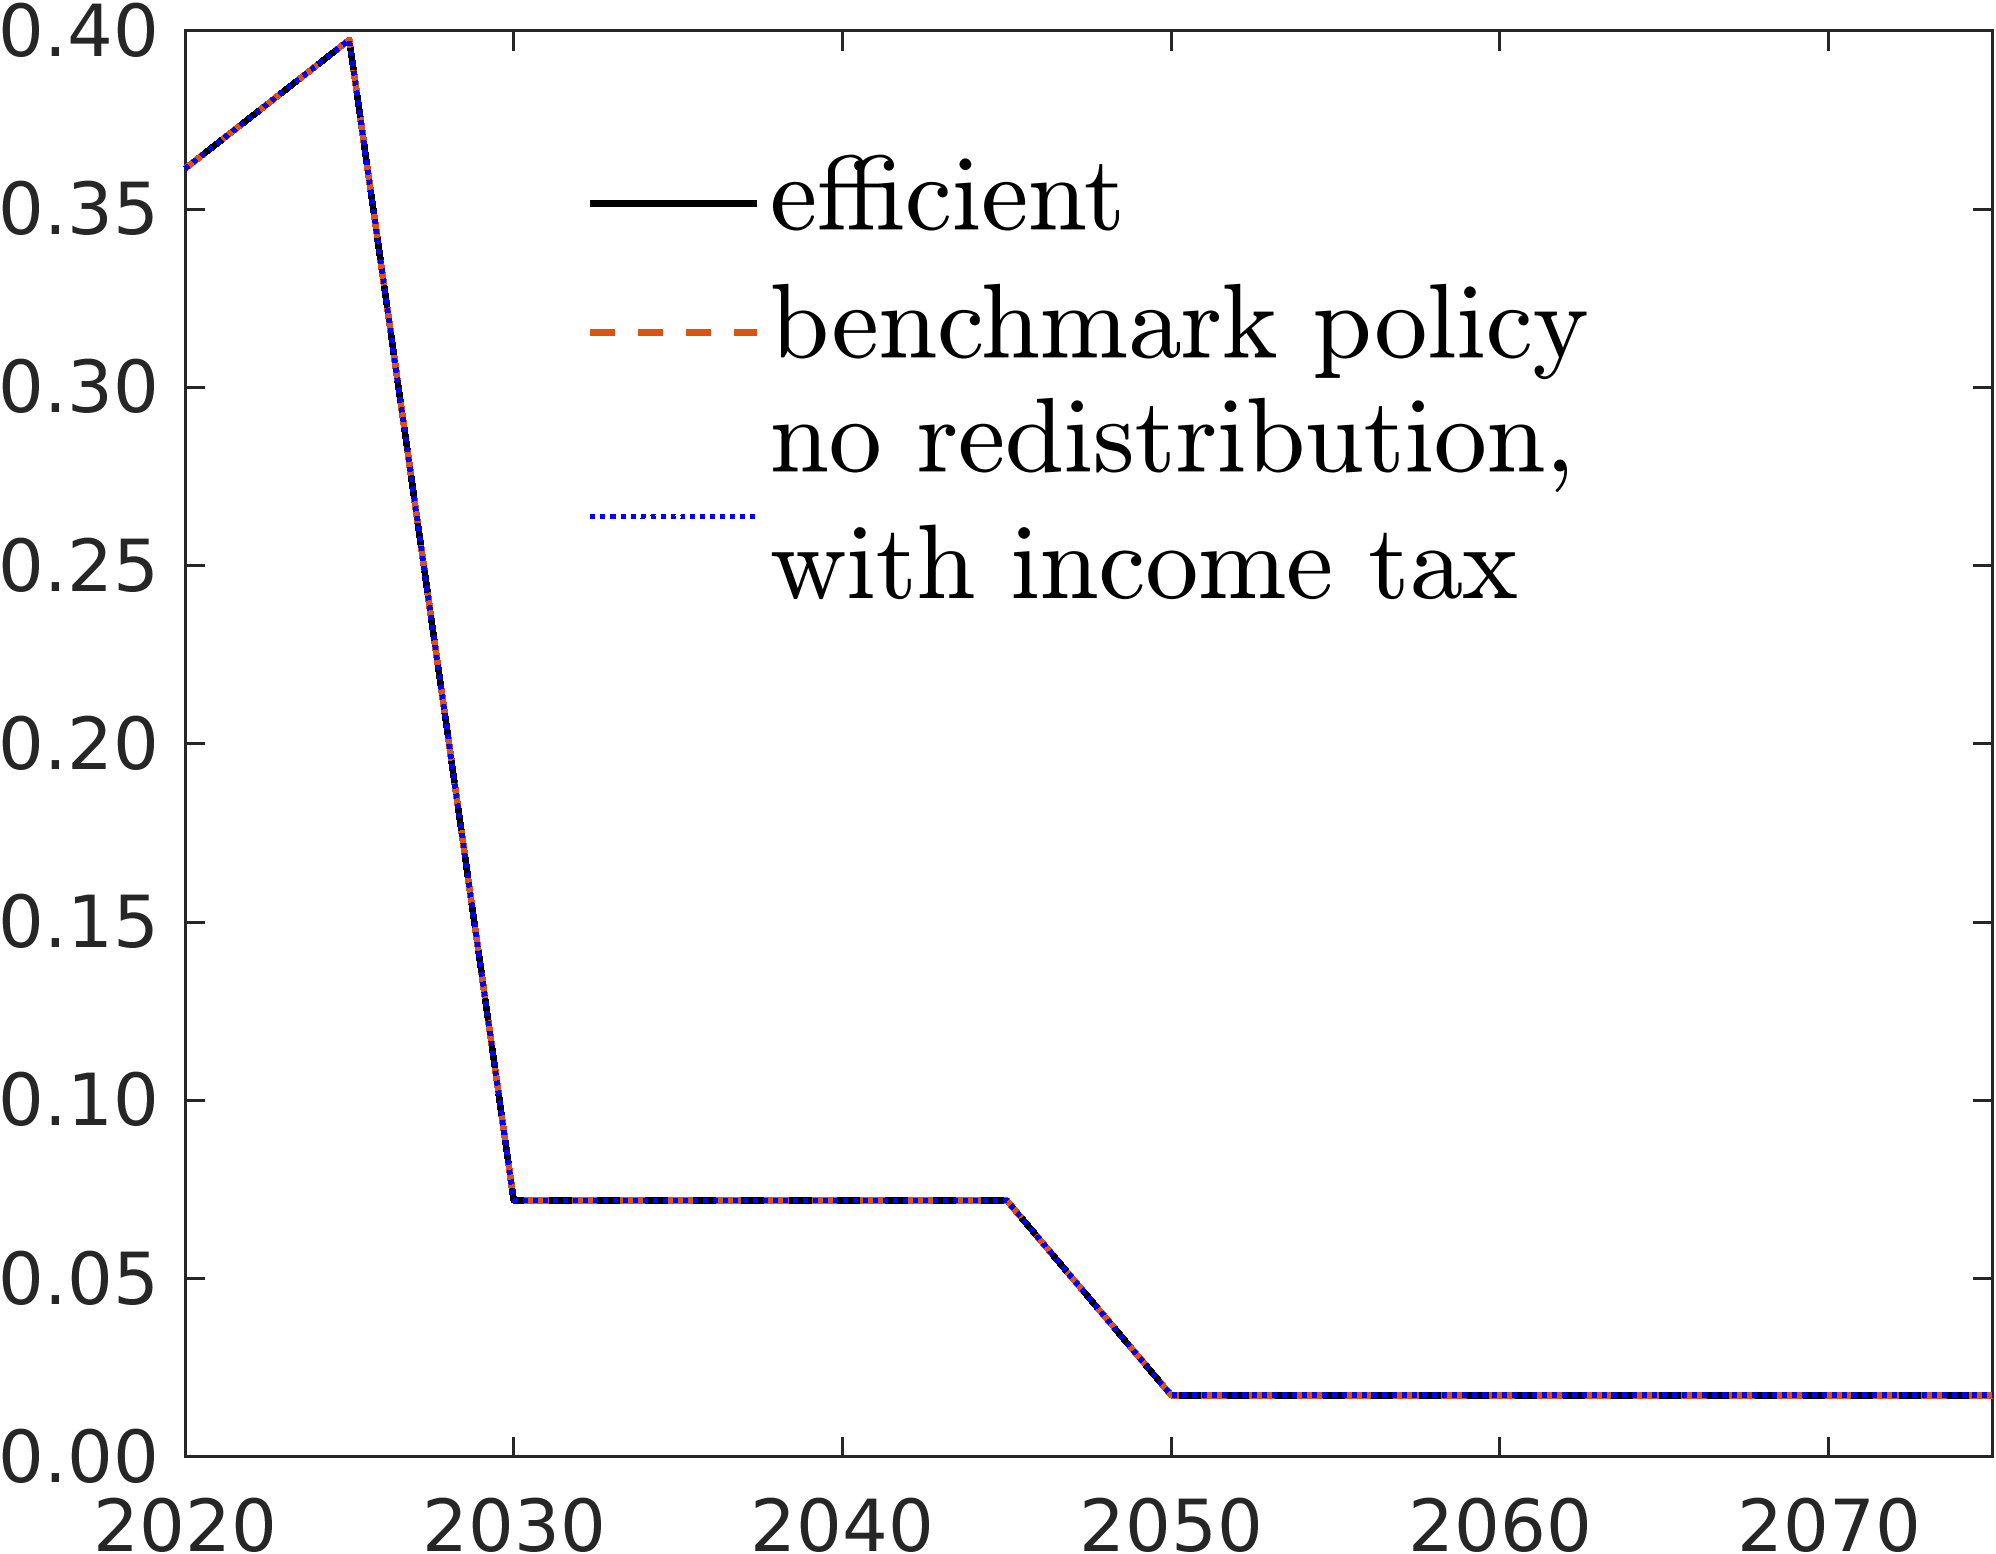 0.40
0.35
0.30
0.25
0.20
0.15
0.10
0.05
0.00
efficient
benchmark policy
no redistribution,
with income tax
2020 2030 2040 2050 2060 2070